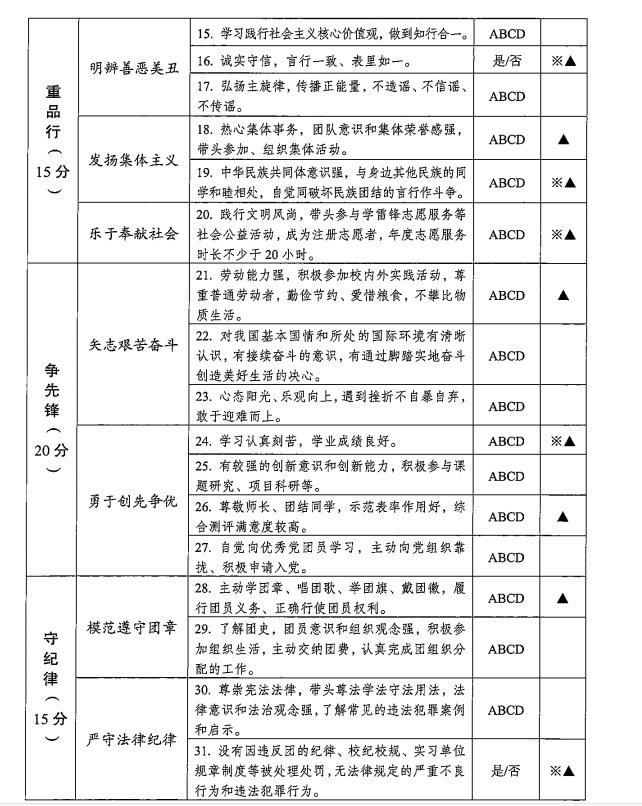 重品行（15分）
明辨善恶美丑
15. 学习践行社会主义核心价值观，做到知行合一。
ABCD
16. 诚实守信，言行一致、表里如一。
是/否
※▲
17. 弘扬主旋律，传播正能量，不造谣、不信谣、
不传谣。
ABCD
发扬集体主义
18. 热心集体事务，团队意识和集体荣誉感强，
带头参加、组织集体活动。
ABCD
▲
19. 中华民族共同体意识强，与身边其他民族的同
学和睦相处，自觉同破坏民族团结的言行作斗争。
ABCD
※▲
乐于奉献社会
20. 践行文明风尚，带头参与学雷锋志愿服务等
社会公益活动，成为注册志愿者，年度志愿服务
时长不少于 20 小时。
ABCD
※▲
争先锋（20分）
矢志艰苦奋斗
21. 劳动能力强，积极参加校内外实践活动，尊
重普通劳动者，勤俭节约、爱惜粮食，不攀比物
质生活。
ABCD
▲
22. 对我国基本国情和所处的国际环境有清晰
认识，有接续奋斗的意识，有通过脚踏实地奋斗
创造美好生活的决心。
ABCD
23. 心态阳光、乐观向上，遇到挫折不自暴自弃，
敢于迎难而上。
ABCD
勇于创先争优
24. 学习认真刻苦，学业成绩良好。
ABCD
※▲
25. 有较强的创新意识和创新能力，积极参与课
题研究、项目科研等。
ABCD
26. 尊敬师长、团结同学，示范表率作用好，综
合测评满意度较高。
ABCD
▲
27. 自觉向优秀党团员学习，主动向党组织靠
拢、积极申请入党。
ABCD
守纪律（15分）
模范遵守团章
28. 主动学团章、唱团歌、举团旗、戴团徽，履
行团员义务、正确行使团员权利。
ABCD
▲
29. 了解团史，团员意识和组织观念强，积极参
加组织生活，主动交纳团费，认真完成团组织分
配的工作。
ABCD
严守法律纪律
30. 尊崇宪法法律，带头尊法学法守法用法，法
律意识和法治观念强，了解常见的违法犯罪案例
和启示。
ABCD
31. 没有因违反团的纪律、校纪校规、实习单位
规章制度等被处理处罚，无法律规定的严重不良
行为和违法犯罪行为。
是/否
※▲